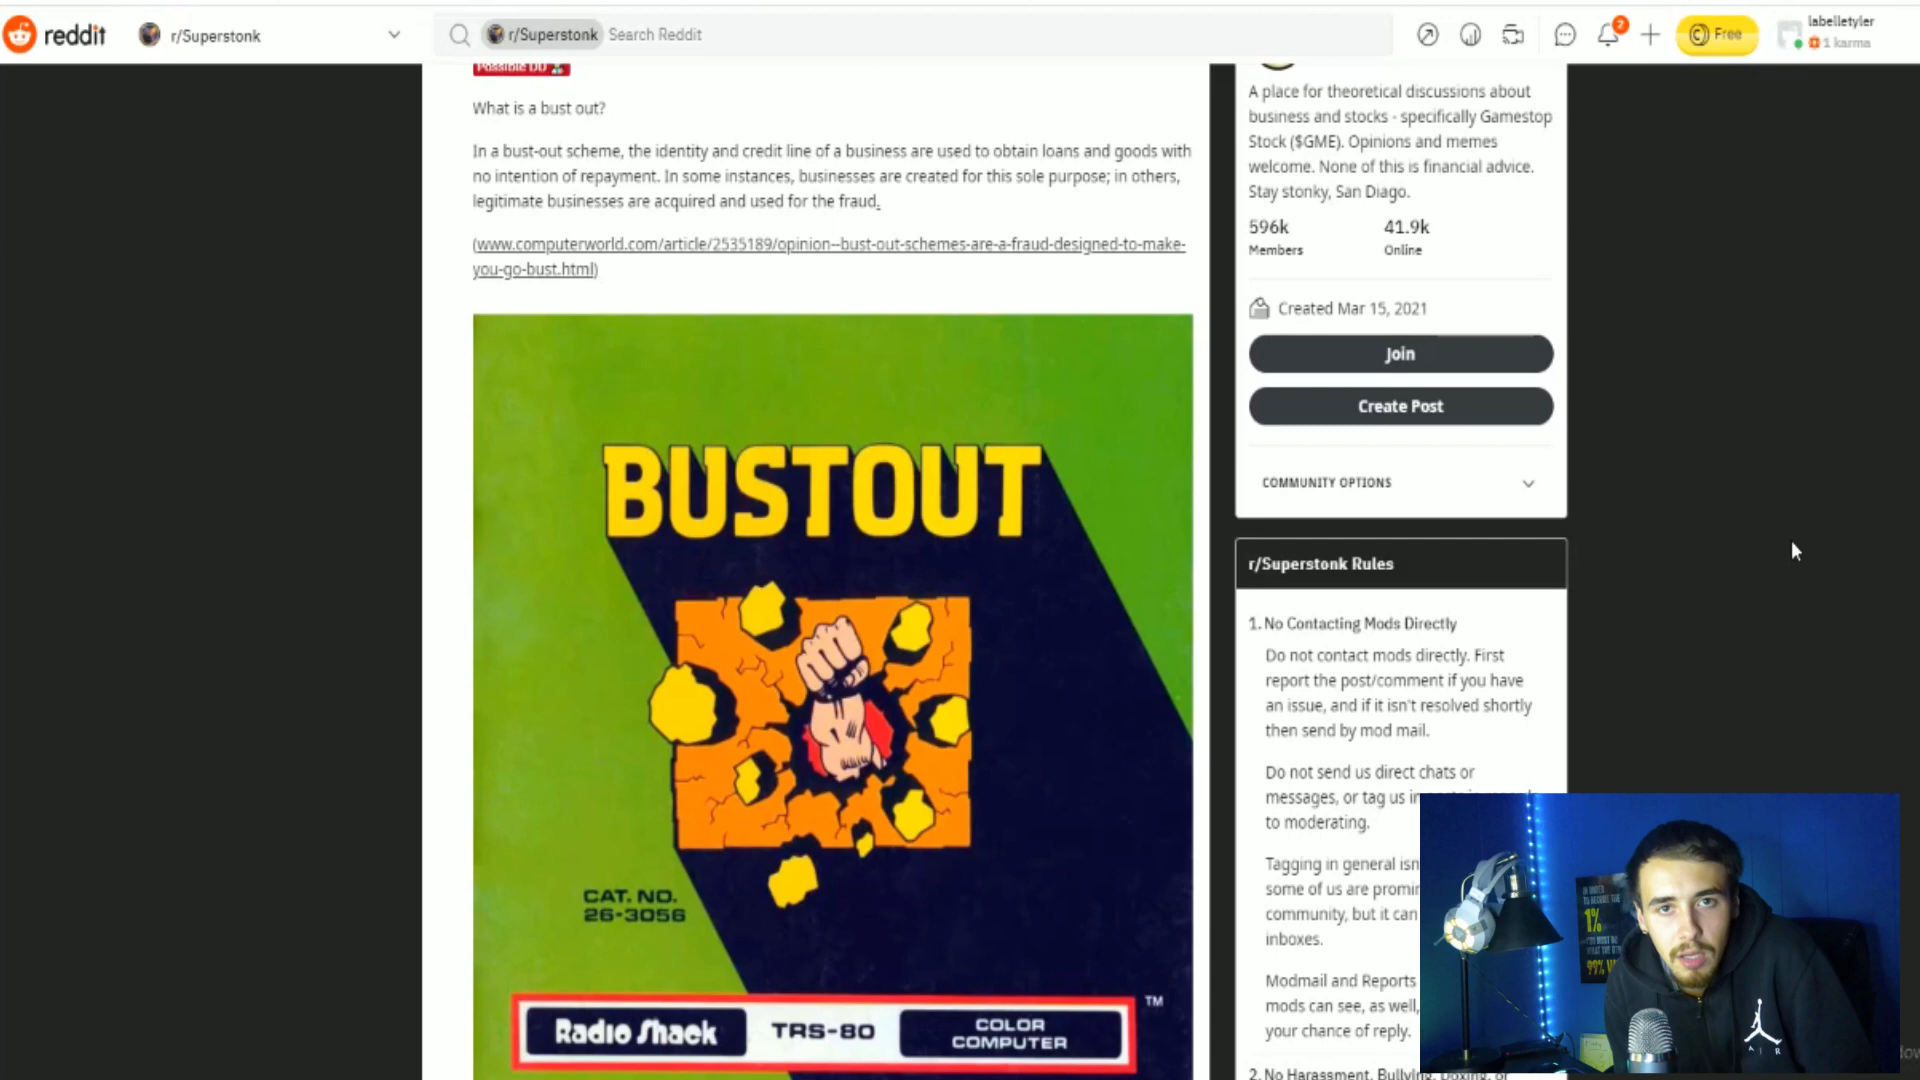 reddit
r/Superstonk
r/Superstonk Search Reddit
2
Free
labelletyler
1 karma
Possible DD
What is a bust out?
In a bust-out scheme, the identity and credit line of a business are used to obtain loans and goods with
no intention of repayment. In some instances, businesses are created for this sole purpose; in others,
legitimate businesses are acquired and used for the fraud.
(www.computerworld.com/article/2535189/opinion--bust-out-schemes-are-a-fraud-designed-to-make-
you-go-bust.html)
BUSTOUT
CAT. NO.
26-3056
Radio Shack TRS-80 COLOR
COMPUTER
TM
A place for theoretical discussions about
business and stocks - specifically Gamestop
Stock ($GME). Opinions and memes
welcome. None of this is financial advice.
Stay stonky, San Diago.
596k 41.9k
Members Online
Created Mar 15, 2021
Join
Create Post
COMMUNITY OPTIONS
r/Superstonk Rules
1. No Contacting Mods Directly
Do not contact mods directly. First
report the post/comment if you have
an issue, and if it isn't resolved shortly
then send by mod mail.
Do not send us direct chats or
messages, or tag us in
to moderating.
Tagging in general isn
some of us are promi
community, but it can
inboxes.
Modmail and Reports
mods can see, as well,
your chance of reply.
2. No Harassment, Bullying, Doxing, or
1%
99%
AIR